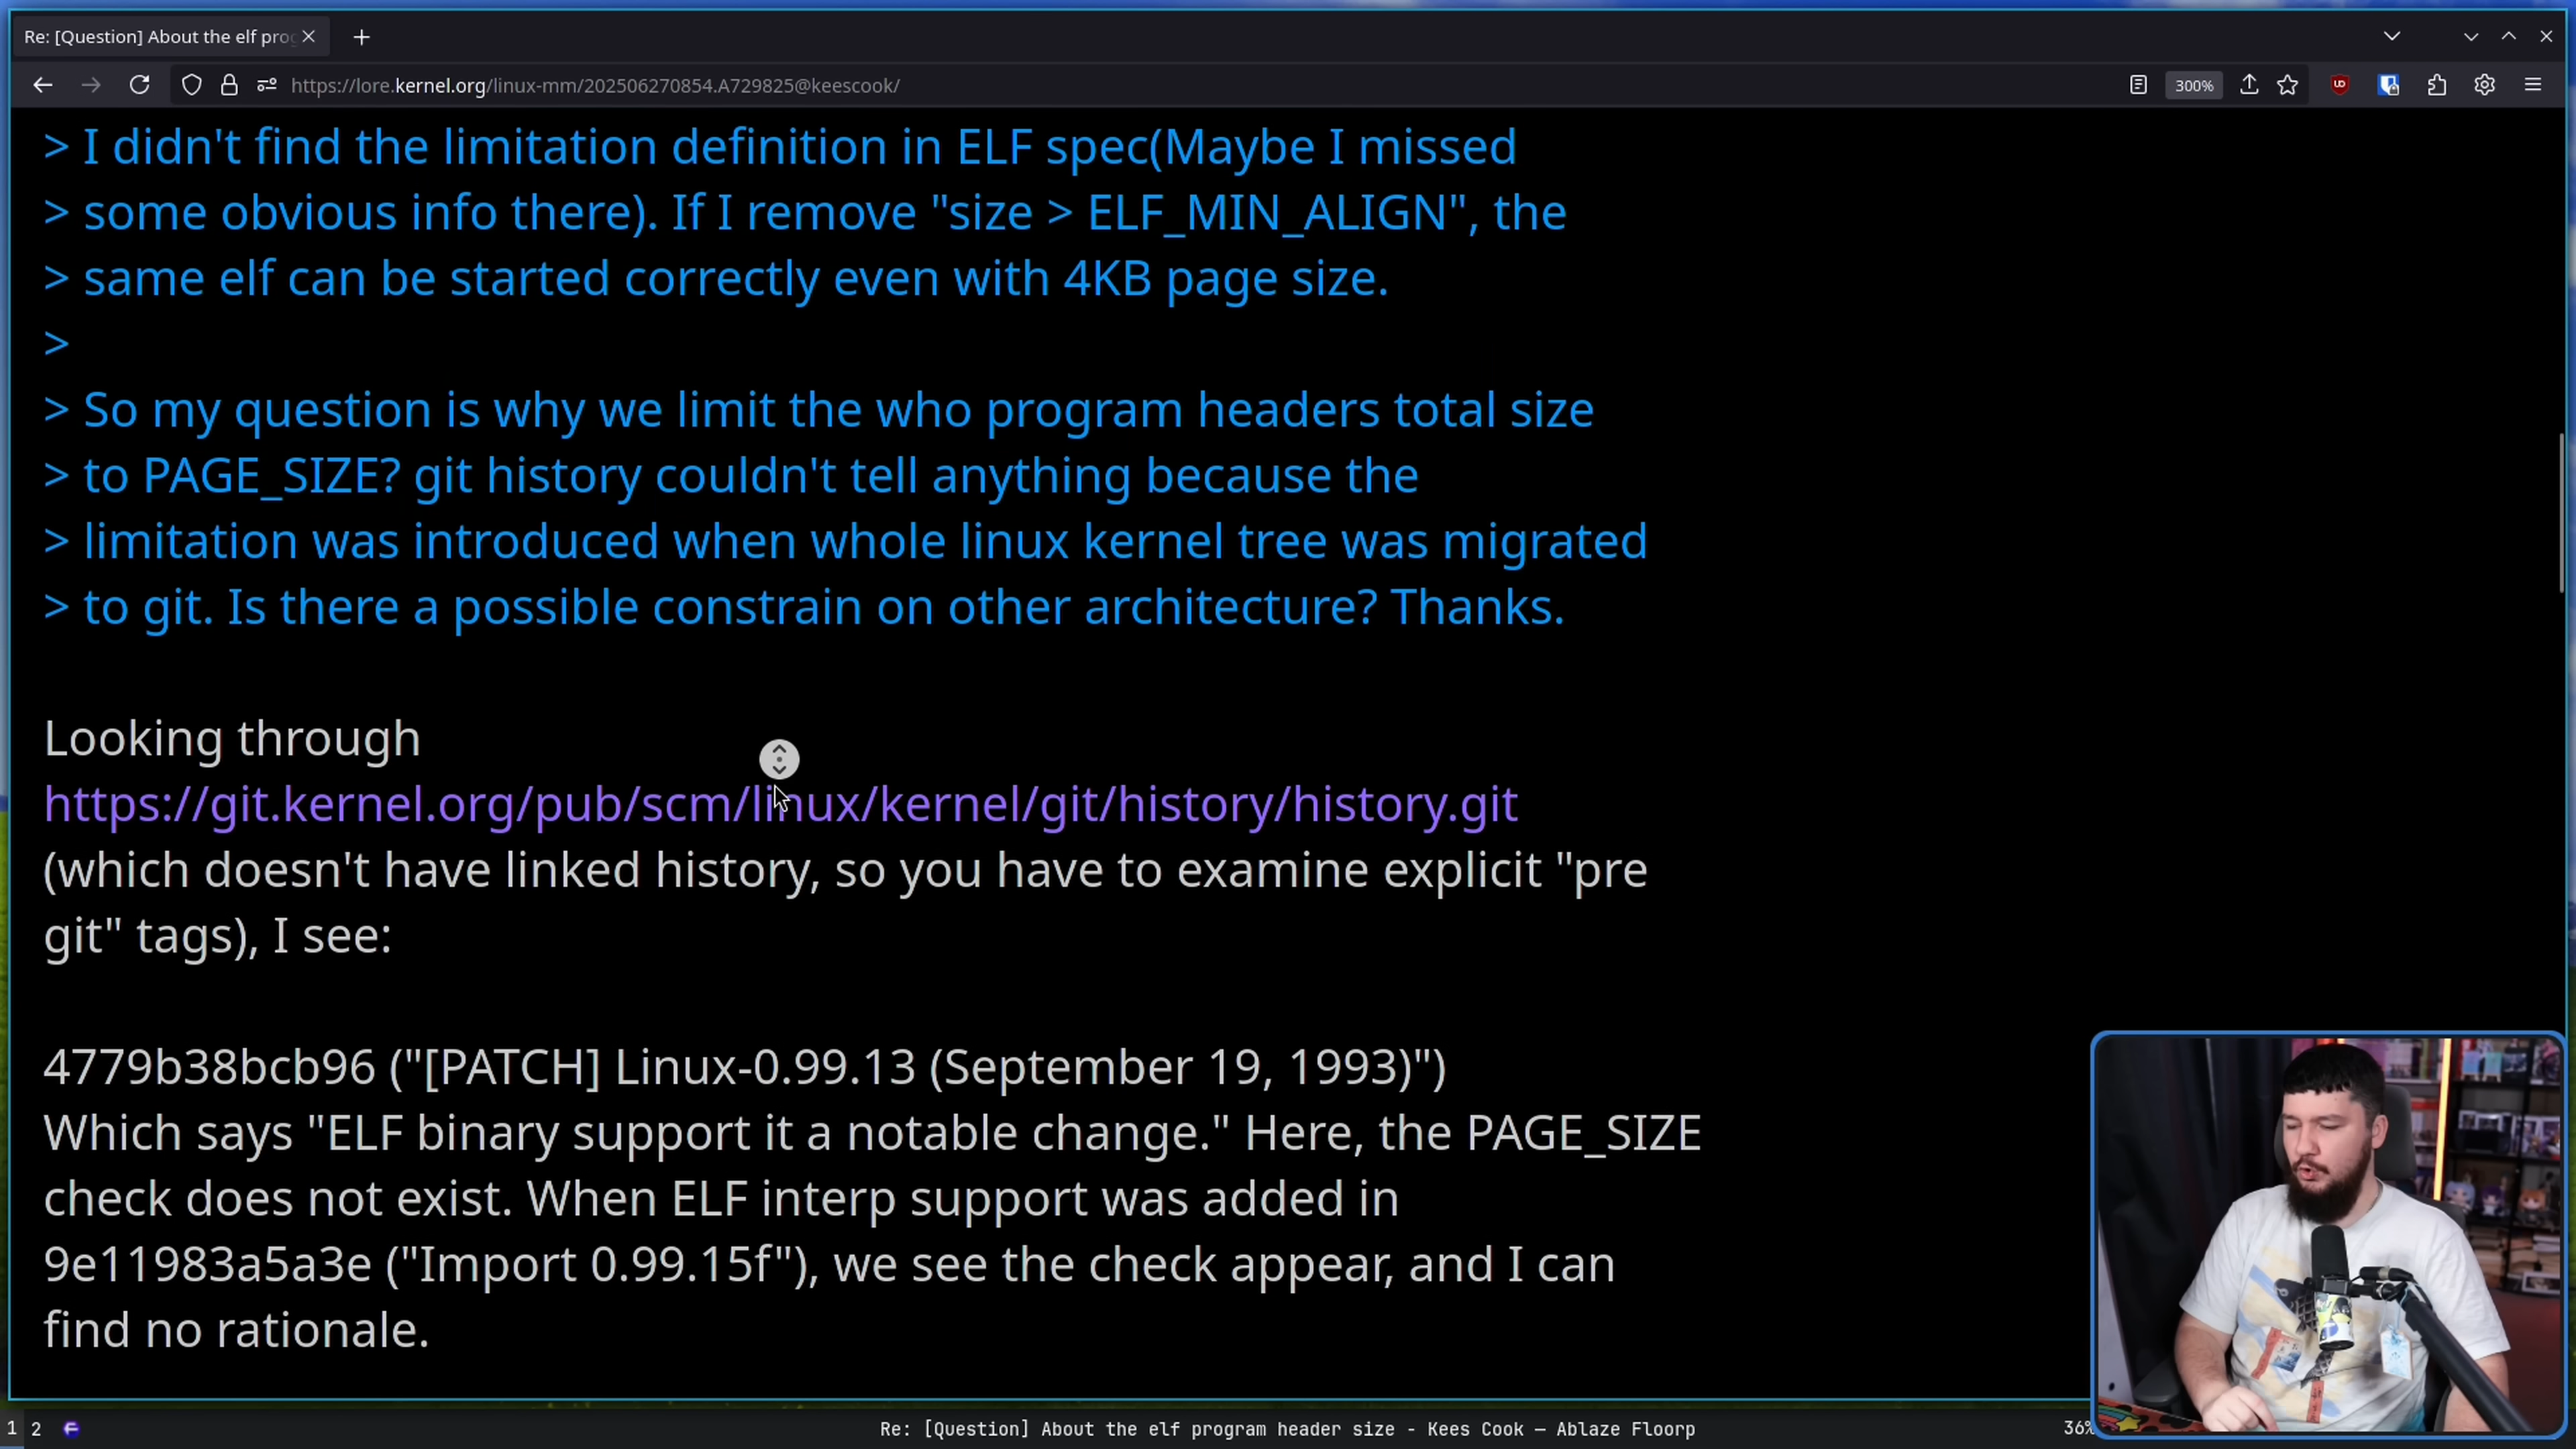 Re: [Question] About the elf prog
https://lore.kernel.org/linux-mm/202506270854.A729825@keescook/
300%
> I didn't find the limitation definition in ELF spec(Maybe I missed
> some obvious info there). If I remove "size > ELF_MIN_ALIGN", the
> same elf can be started correctly even with 4KB page size.
>
> So my question is why we limit the who program headers total size
> to PAGE_SIZE? git history couldn't tell anything because the
> limitation was introduced when whole linux kernel tree was migrated
> to git. Is there a possible constrain on other architecture? Thanks.
Looking through
https://git.kernel.org/pub/scm/linux/kernel/git/history/history.git
(which doesn't have linked history, so you have to examine explicit "pre
git" tags), I see:
4779b38bcb96 ("[PATCH] Linux-0.99.13 (September 19, 1993)")
Which says "ELF binary support it a notable change." Here, the PAGE_SIZE
check does not exist. When ELF interp support was added in
9e11983a5a3e ("Import 0.99.15f"), we see the check appear, and I can
find no rationale.
1 2
Re: [Question] About the elf program header size - Kees Cook — Ablaze Floorp
36%